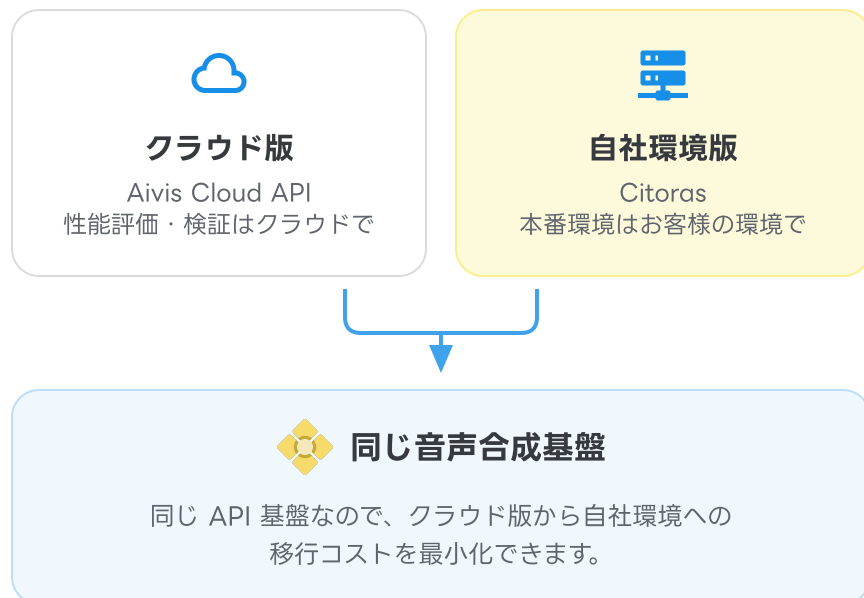 クラウド版
Aivis Cloud API
性能評価・検証はクラウドで
自社環境版
Citoras
本番環境はお客様の環境で
同じ音声合成基盤
同じ API 基盤なので、クラウド版から自社環境への
移行コストを最小化できます。